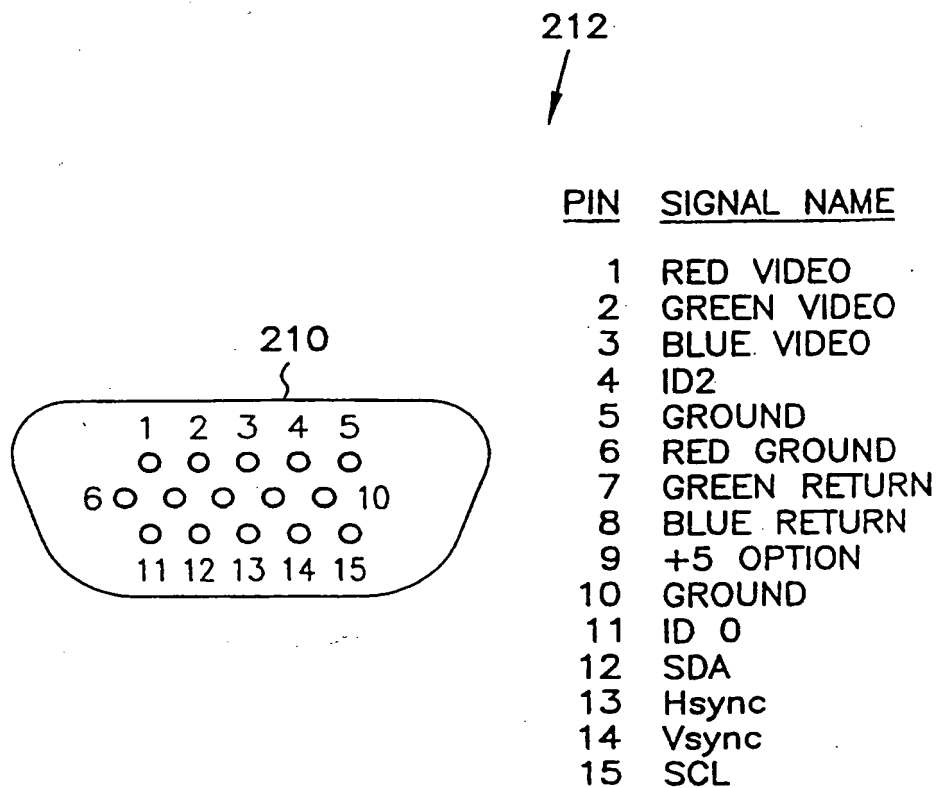 212
PIN SIGNAL NAME
1 RED VIDEO
2 GREEN VIDEO
3 BLUE VIDEO
4 ID2
5 GROUND
6 RED GROUND
7 GREEN RETURN
8 BLUE RETURN
9 +5 OPTION
10 GROUND
11 ID 0
12 SDA
13 Hsync
14 Vsync
15 SCL
210
1 2 3 4 5
6 10
11 12 13 14 15